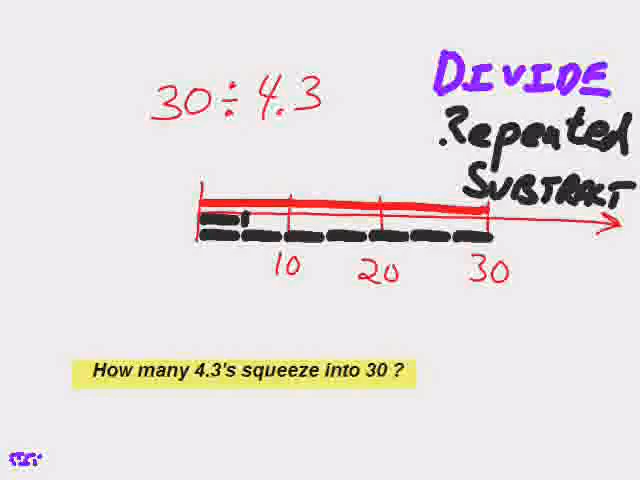 30 ÷ 4.3
DIVIDE
Repeated
SUBTRACT
10 20 30
How many 4.3's squeeze into 30 ?